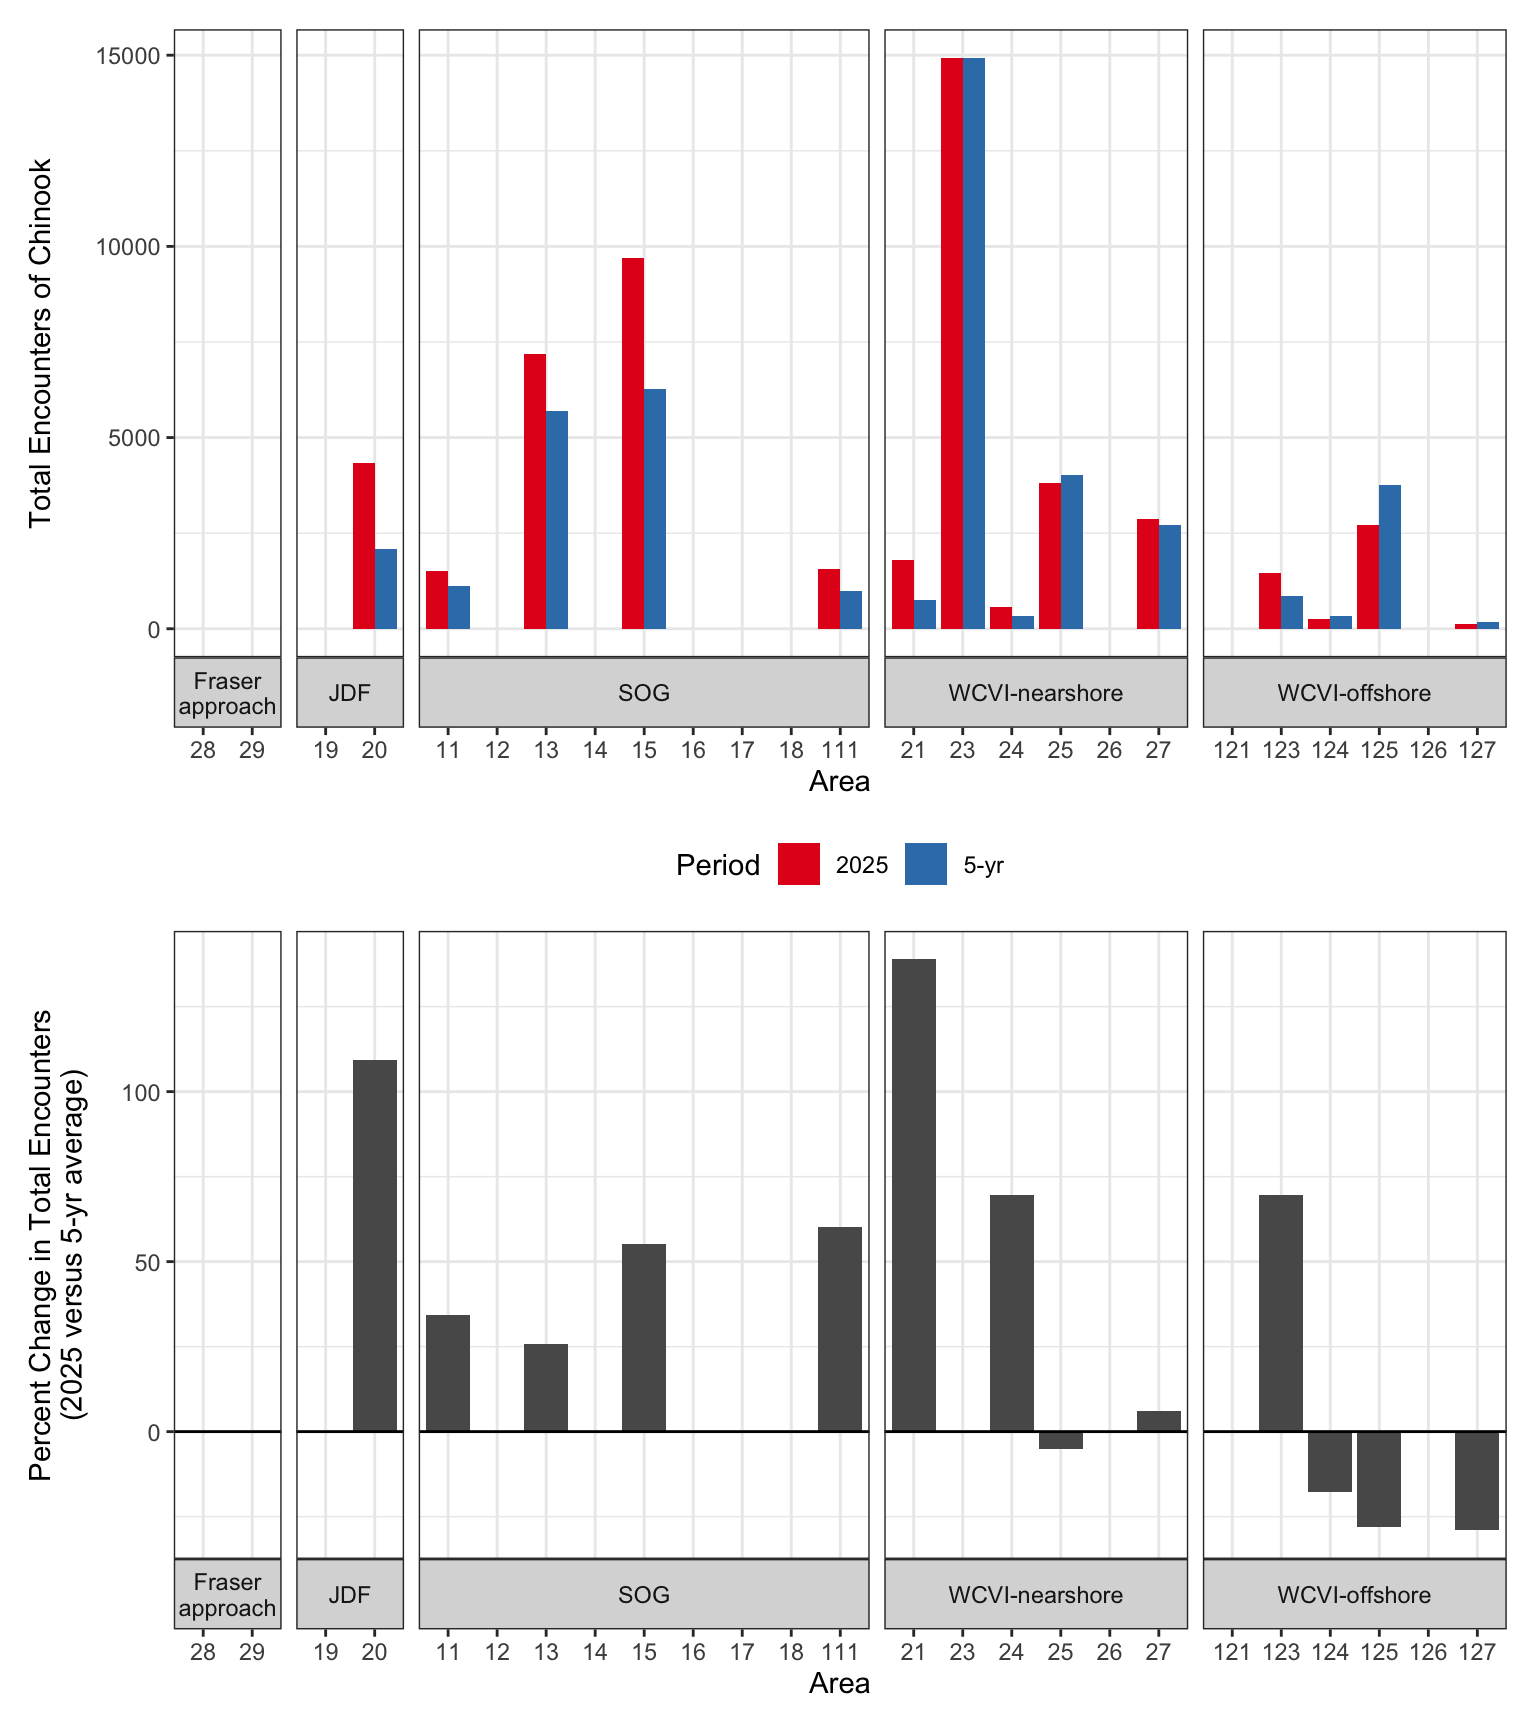 Total Encounters of Chinook
15000
10000
5000
0
Fraser
approach
JDF
SOG
WCVI-nearshore
WCVI-offshore
28 29 19 20 11 12 13 14 15 16 17 18 111 21 23 24 25 26 27 121 123 124 125 126 127
Area
Period 2025 5-yr
Percent Change in Total Encounters
(2025 versus 5-yr average)
100
50
0
Fraser
approach
JDF
SOG
WCVI-nearshore
WCVI-offshore
28 29 19 20 11 12 13 14 15 16 17 18 111 21 23 24 25 26 27 121 123 124 125 126 127
Area